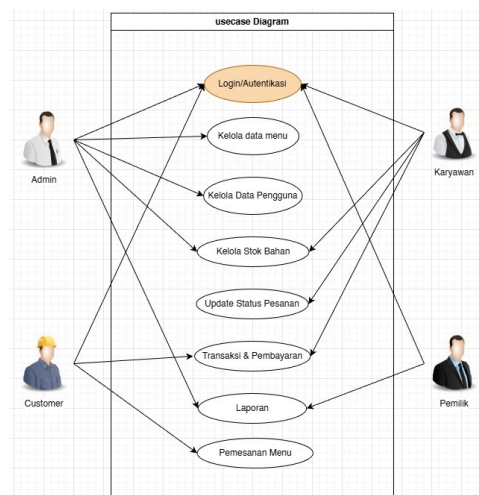 usecase Diagram
Login/Autentikasi
Kelola data menu
Admin
Karyawan
Kelola Data Pengguna
Kelola Stok Bahan
Update Status Pesanan
Transaksi & Pembayaran
Customer
Laporan
Pemilik
Pemesanan Menu